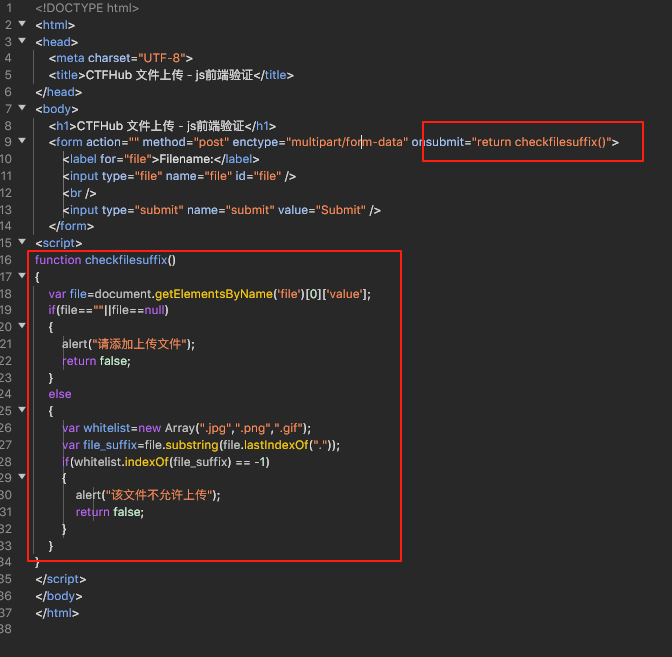 1 <!DOCTYPE html>
2 <html>
3 <head>
4 <meta charset="UTF-8">
5 <title>CTFHub 文件上传 - js前端验证</title>
6 </head>
7 <body>
8 <h1>CTFHub 文件上传 - js前端验证</h1>
9 <form action="" method="post" enctype="multipart/form-data" onsubmit="return checkfilesuffix()">
10 <label for="file">Filename:</label>
11 <input type="file" name="file" id="file" />
12 <br />
13 <input type="submit" name="submit" value="Submit" />
14 </form>
15 <script>
16 function checkfilesuffix()
17 {
18 var file=document.getElementsByName('file')[0]['value'];
19 if(file==""||file==null)
20 {
21 alert("请添加上传文件");
22 return false;
23 }
24 else
25 {
26 var whitelist=new Array(".jpg",".png",".gif");
27 var file_suffix=file.substring(file.lastIndexOf("."));
28 if(whitelist.indexOf(file_suffix) == -1)
29 {
30 alert("该文件不允许上传");
31 return false;
32 }
33 }
34 }
35 </script>
36 </body>
37 </html>
38